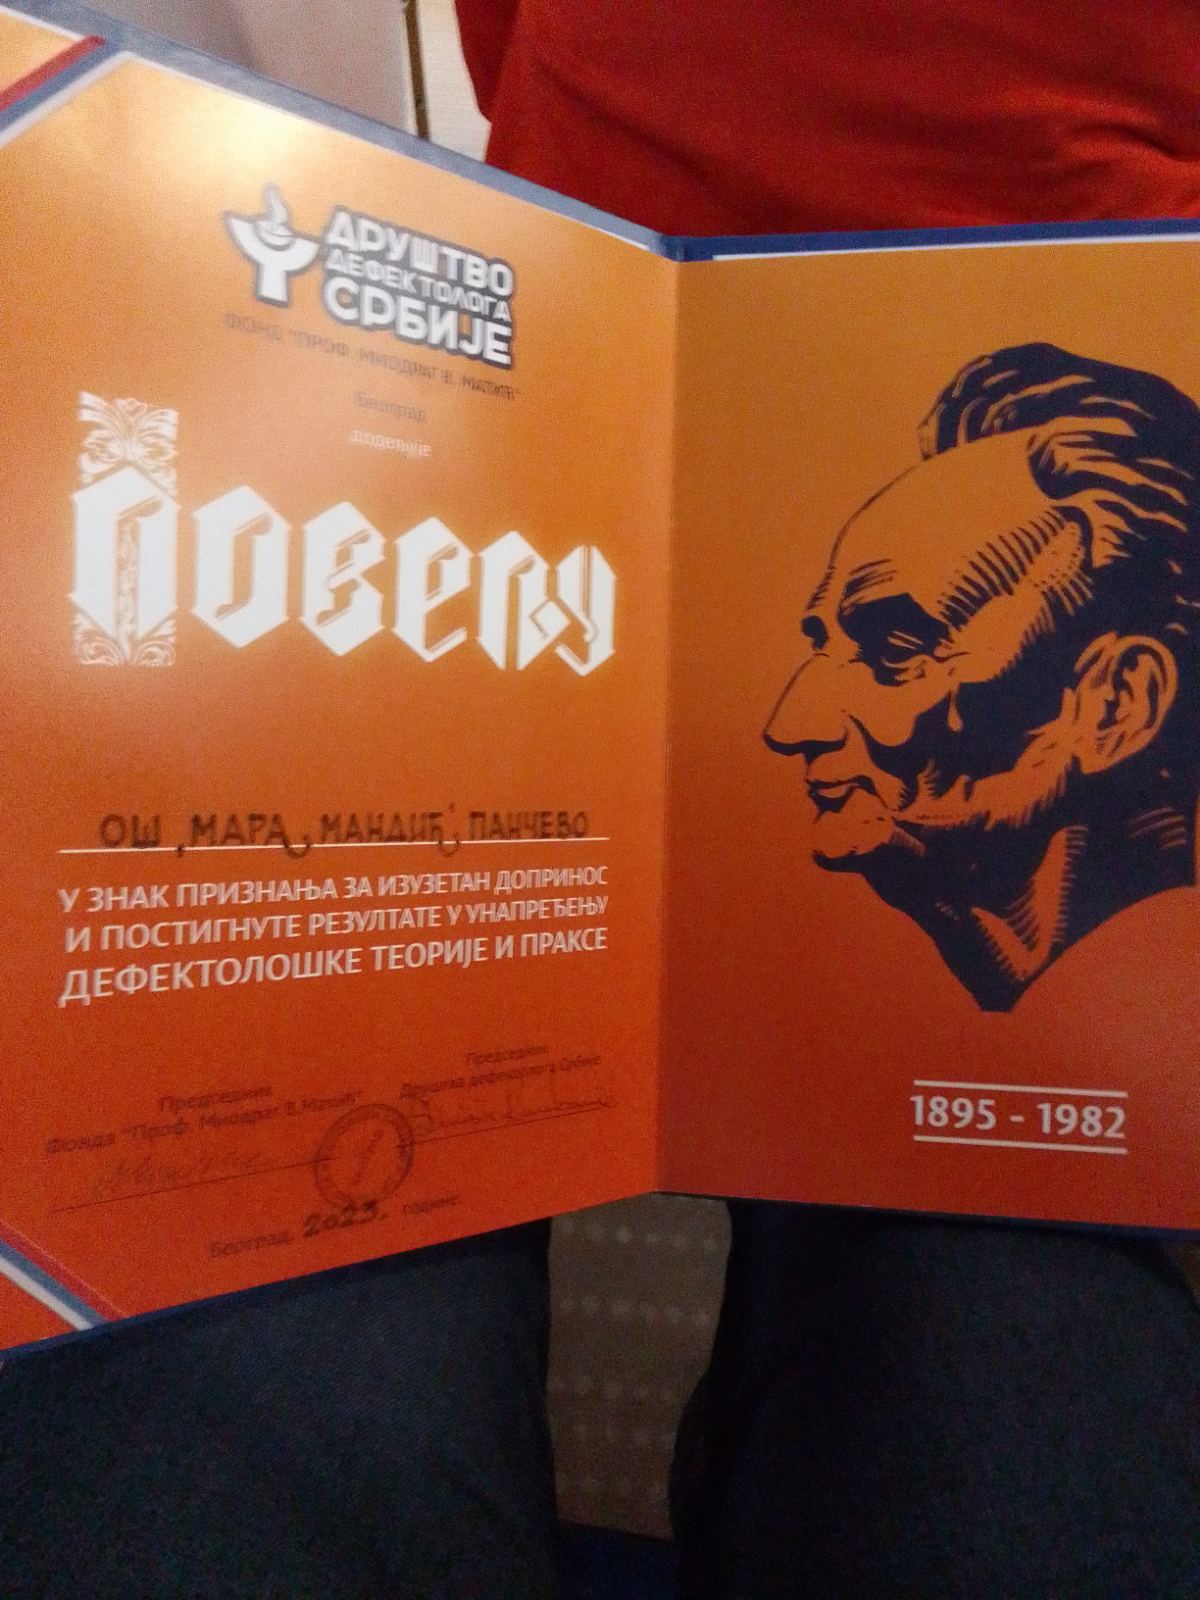 ДРУШТВО
ДЕФЕКТОЛОГА
СРБИЈЕ
ФОНД "ПРОФ. МИОДРАГ В. МАТИЋ"
Београд
додељује
Повељу
ОШ „МАРА МАНДИЋ“, ПАНЧЕВО
У ЗНАК ПРИЗНАЊА ЗА ИЗУЗЕТАН ДОПРИНОС
И ПОСТИГНУТЕ РЕЗУЛТАТЕ У УНАПРЕЂЕЊУ
ДЕФЕКТОЛОШКЕ ТЕОРИЈЕ И ПРАКСЕ
Председник
Фонда "Проф. Миодраг В. Матић"
Председник
Друштва дефектолога Србије
Београд, 2023. године
1895 - 1982